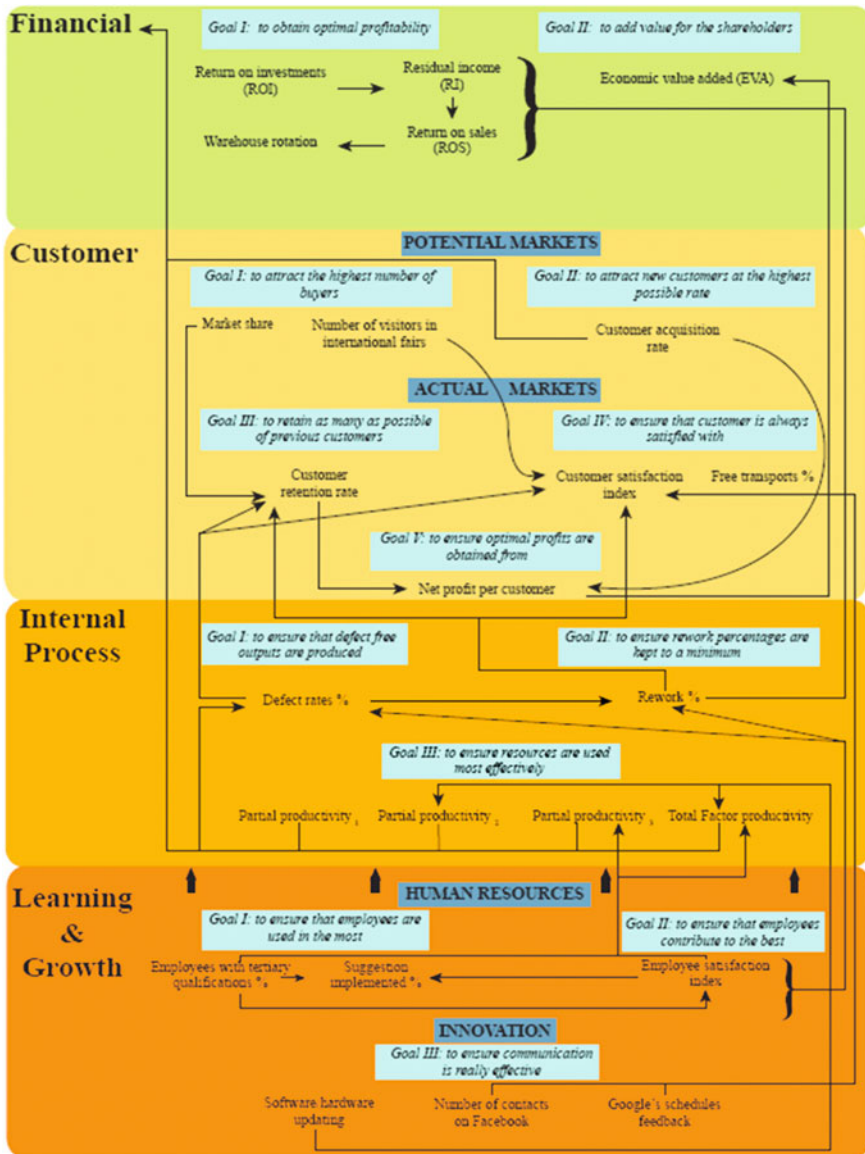 Financial
Goal I: to obtain optimal profitability
Goal II: to add value for the shareholders
Return on investments
(ROI)
Residual income
(RI)
Economic value added (EVA)
Warehouse rotation
Return on sales
(ROS)
Customer
POTENTIAL MARKETS
Goal I: to attract the highest number of
buyers
Goal II: to attract new customers at the highest
possible rate
Market share
Number of visitors in
international fairs
Customer acquisition
rate
ACTUAL MARKETS
Goal III: to retain as many as possible
of previous customers
Goal IV: to ensure that customer is always
satisfied with
Customer
retention rate
Customer satisfaction
index
Free transports %
Goal V: to ensure optimal profits are
obtained from
Net profit per customer
Internal
Process
Goal I: to ensure that defect free
outputs are produced
Goal II: to ensure rework percentages are
kept to a minimum
Defect rates %
Rework %
Goal III: to ensure resources are used
most effectively
Partial productivity 1
Partial productivity 2
Partial productivity 3
Total Factor productivity
Learning
&
Growth
HUMAN RESOURCES
Goal I: to ensure that employees are
used in the most
Goal II: to ensure that employees
contribute to the best
Employees with tertiary
qualifications %
Suggestion
implemented %
Employee satisfaction
index
INNOVATION
Goal III: to ensure communication
is really effective
Software hardware
updating
Number of contacts
on Facebook
Google's schedules
feedback